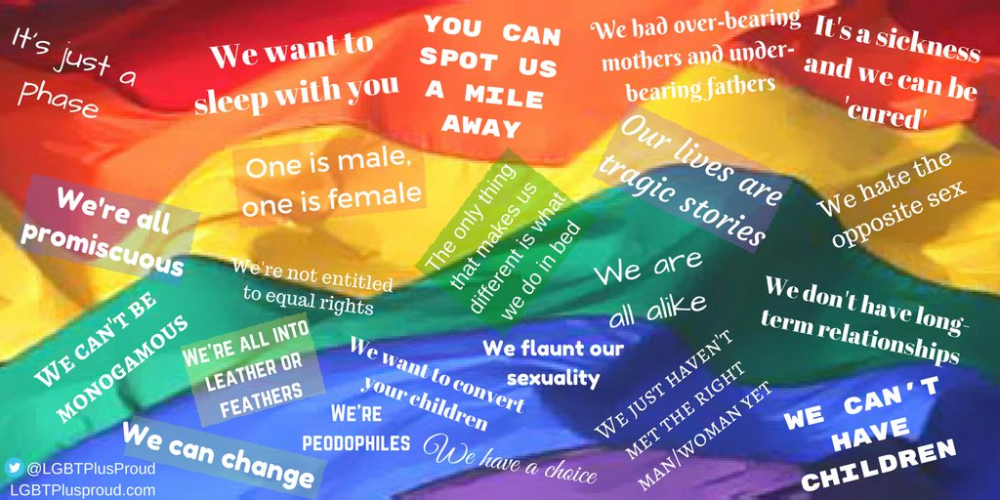 It's just a
Phase
We want to
sleep with you
YOU CAN
SPOT US
A MILE
AWAY
We had over-bearing
mothers and under-
bearing fathers
It's a sickness
and we can be
'cured'
One is male,
one is female
The only thing
that makes us
different is what
we do in bed
Our lives are
tragic stories
We hate the
opposite sex
We're all
promiscuous
We're not entitled
to equal rights
We are
all alike
We don't have long-
term relationships
WE CAN'T BE
MONOGAMOUS
WE'RE ALL INTO
LEATHER OR
FEATHERS
We want to convert
your children
We flaunt our
sexuality
WE JUST HAVEN'T
MET THE RIGHT
MAN/WOMAN YET
WE CAN'T
HAVE
CHILDREN
We can change
WE'RE
PEODOPHILES
We have a choice
@LGBTPlusProud
LGBTPlusproud.com